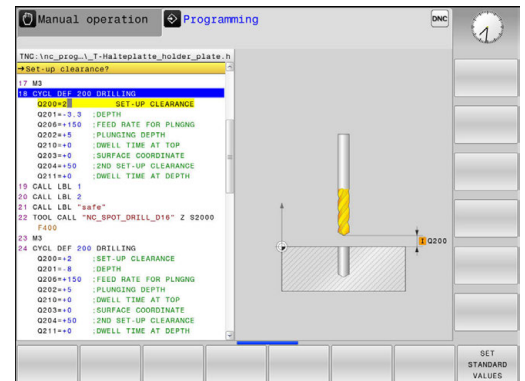 Manual operation
Programming
DNC
TNC:\nc_prog…\_T-Halteplatte_holder_plate.h
→Set-up clearance?
17 M3
18 CYCL DEF 200 DRILLING
Q200=2 SET-UP CLEARANCE
Q201=-3.3 ;DEPTH
Q206=+150 ;FEED RATE FOR PLNGNG
Q202=+5 ;PLUNGING DEPTH
Q210=+0 ;DWELL TIME AT TOP
Q203=+0 ;SURFACE COORDINATE
Q204=+50 ;2ND SET-UP CLEARANCE
Q211=+0 ;DWELL TIME AT DEPTH
19 CALL LBL 1
20 CALL LBL 2
21 CALL LBL "safe"
22 TOOL CALL "NC_SPOT_DRILL_D16" Z S2000
F400
23 M3
24 CYCL DEF 200 DRILLING
Q200=+2 ;SET-UP CLEARANCE
Q201=-8 ;DEPTH
Q206=+150 ;FEED RATE FOR PLNGNG
Q202=+5 ;PLUNGING DEPTH
Q210=+0 ;DWELL TIME AT TOP
Q203=+0 ;SURFACE COORDINATE
Q204=+50 ;2ND SET-UP CLEARANCE
Q211=+0 ;DWELL TIME AT DEPTH
Q200
SET
STANDARD
VALUES